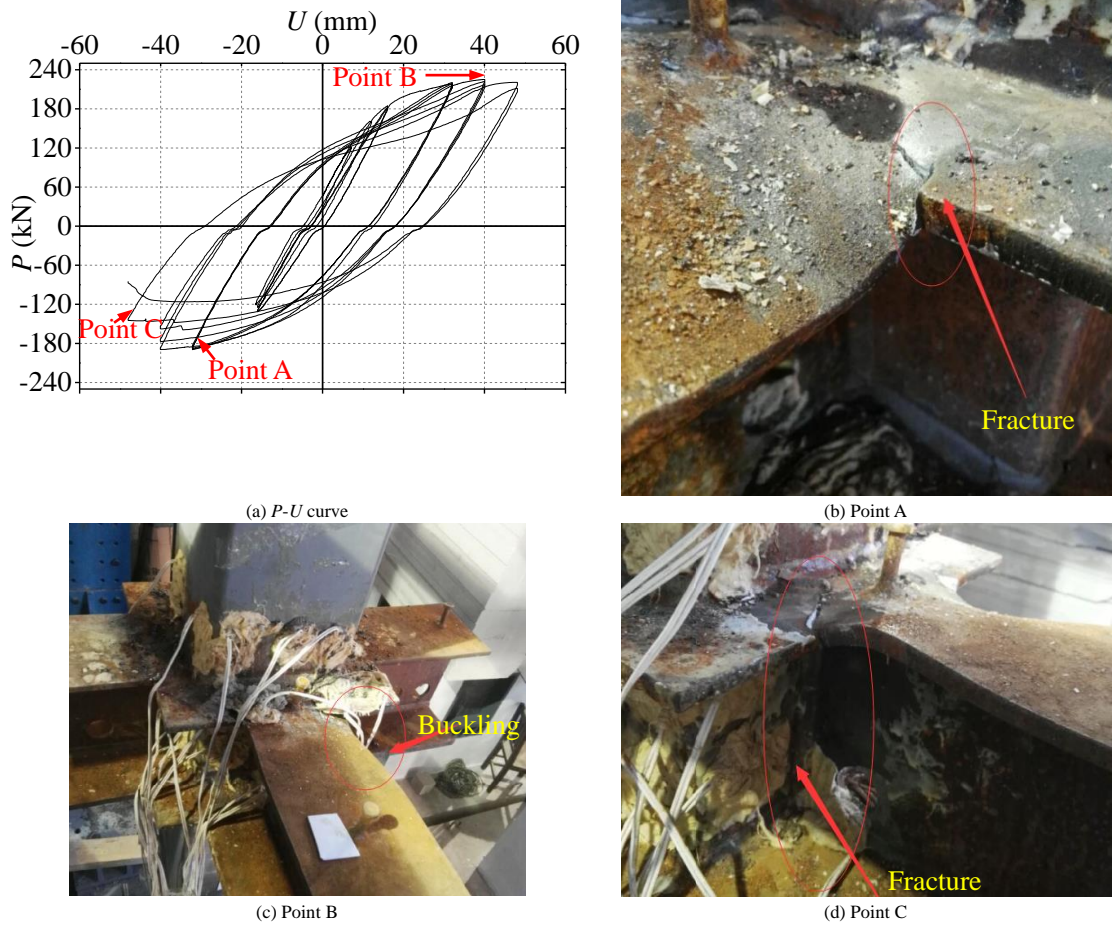 U (mm)
-60 -40 -20 0 20 40 60
240
180
120
60
0
-60
-120
-180
-240
P (kN)
Point B
Point C
Point A
(a) P-U curve
Fracture
(b) Point A
Buckling
(c) Point B
Fracture
(d) Point C